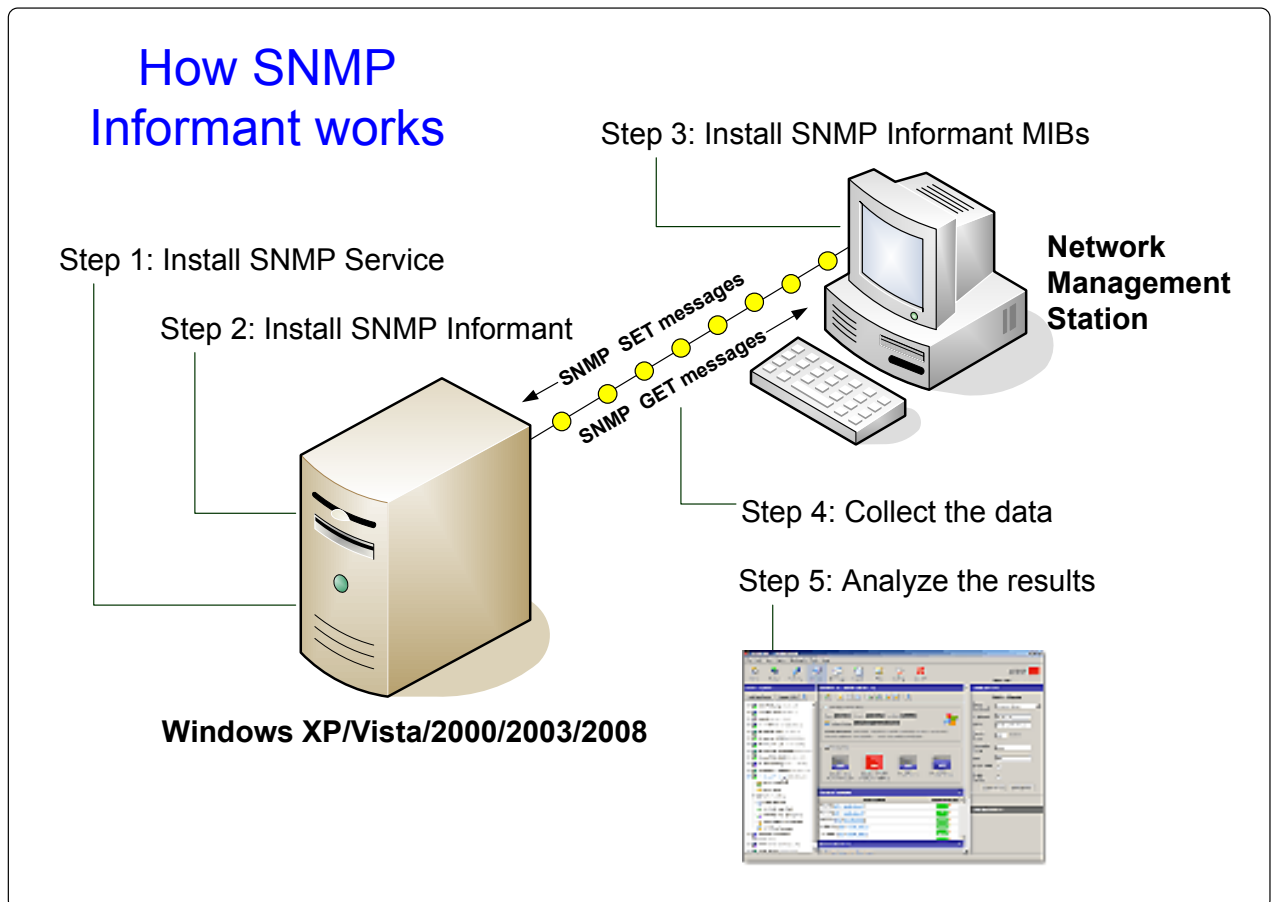 How SNMP
Informant works
Step 3: Install SNMP Informant MIBs
Step 1: Install SNMP Service
Network
Management
Station
Step 2: Install SNMP Informant
SNMP SET messages
SNMP GET messages
Step 4: Collect the data
Step 5: Analyze the results
Windows XP/Vista/2000/2003/2008